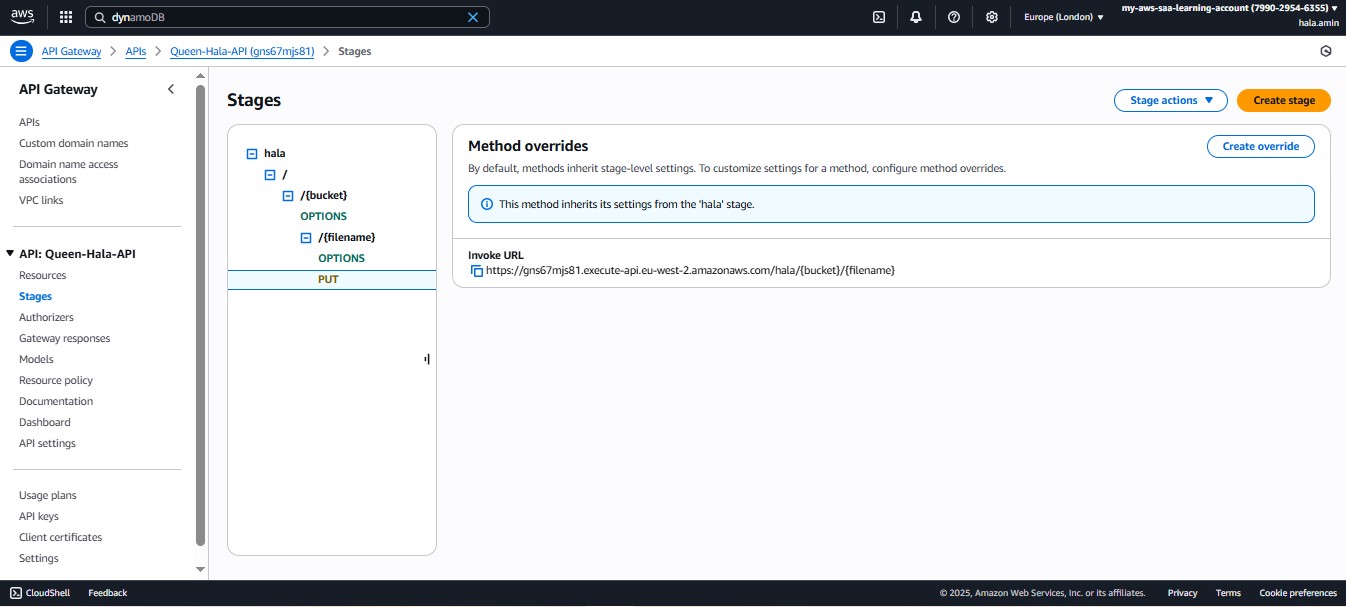 aws
dynamoDB
Europe (London)
my-aws-saa-learning-account (7990-2954-6355)
hala.amin
API Gateway
APIs
Queen-Hala-API (gns67mjs81)
Stages
API Gateway
APIs
Custom domain names
Domain name access
associations
VPC links
API: Queen-Hala-API
Resources
Stages
Authorizers
Gateway responses
Models
Resource policy
Documentation
Dashboard
API settings
Usage plans
API keys
Client certificates
Settings
Stages
Stage actions
Create stage
hala
/
/{bucket}
OPTIONS
/{filename}
OPTIONS
PUT
Method overrides
Create override
By default, methods inherit stage-level settings. To customize settings for a method, configure method overrides.
This method inherits its settings from the 'hala' stage.
Invoke URL
https://gns67mjs81.execute-api.eu-west-2.amazonaws.com/hala/{bucket}/{filename}
CloudShell
Feedback
© 2025, Amazon Web Services, Inc. or its affiliates.
Privacy
Terms
Cookie preferences